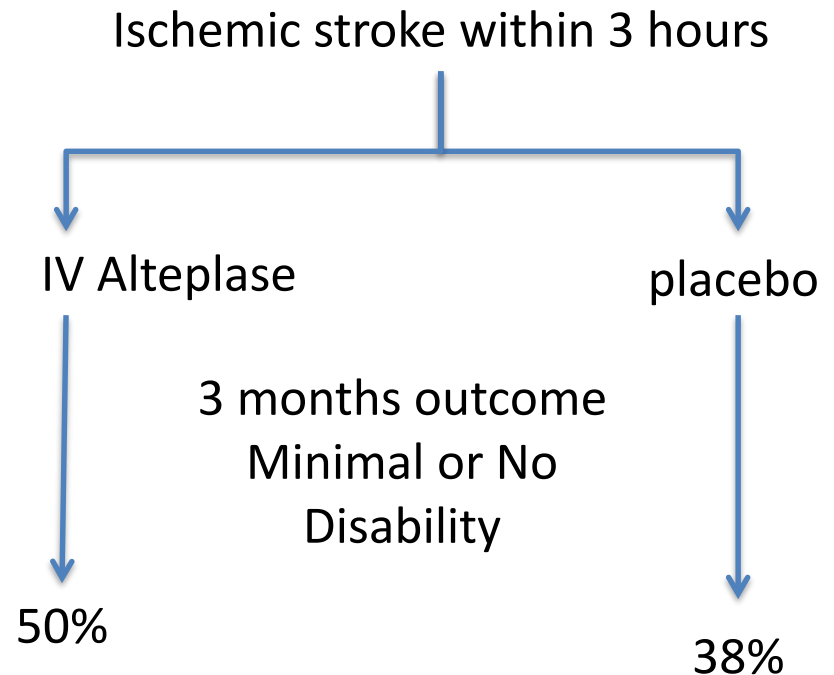 Ischemic stroke within 3 hours
IV Alteplase
placebo
3 months outcome
Minimal or No
Disability
50%
38%